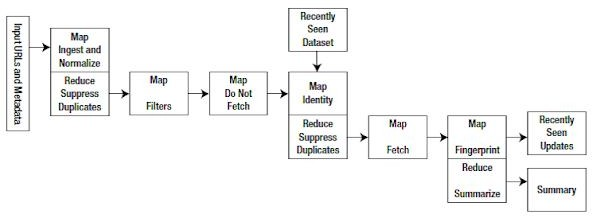 Input URLs and Metadata
Map
Ingest and
Normalize
Reduce
Suppress
Duplicates
Map
Filters
Map
Do Not
Fetch
Recently
Seen
Dataset
Map
Identity
Reduce
Suppress
Duplicates
Map
Fetch
Map
Fingerprint
Reduce
Summarize
Recently
Seen
Updates
Summary